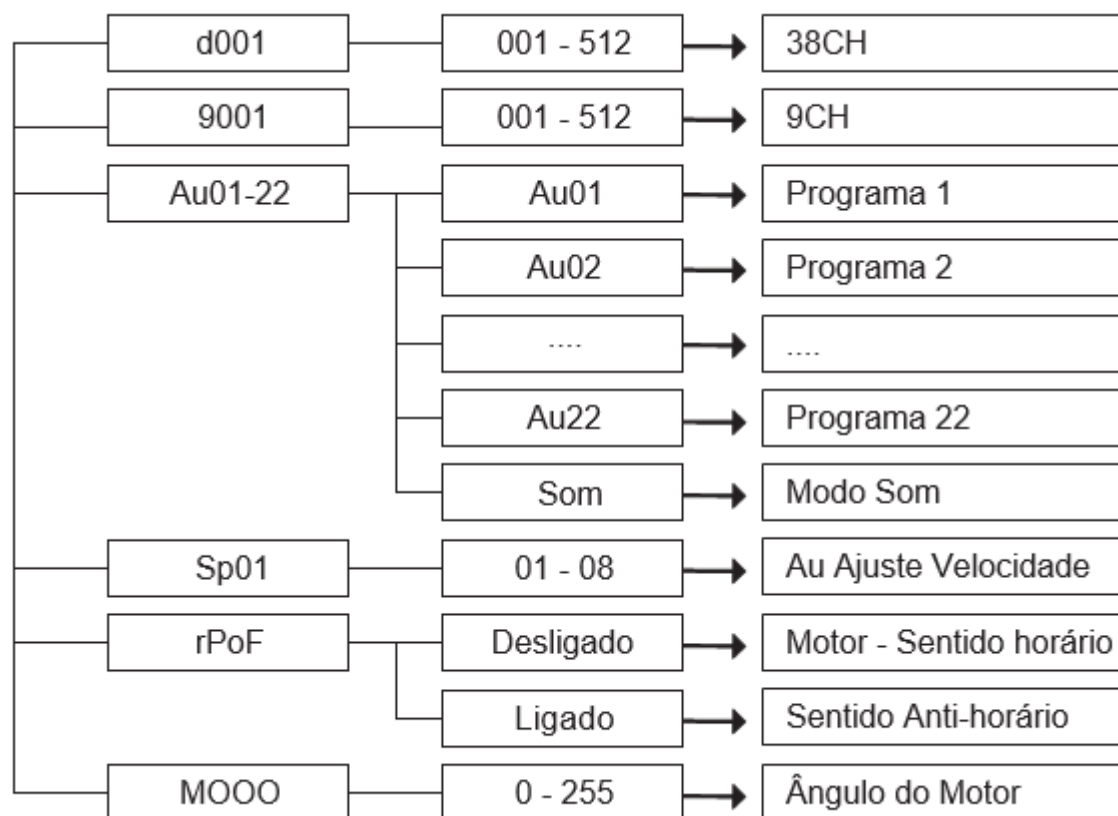 d001 001 - 512 38CH
9001 001 - 512 9CH
Au01-22 Au01 Programa 1
Au02 Programa 2
.... ....
Au22 Programa 22
Som Modo Som
Sp01 01 - 08 Au Ajuste Velocidade
rPoF Desligado Motor - Sentido horário
Ligado Sentido Anti-horário
MOOO 0 - 255 Ângulo do Motor